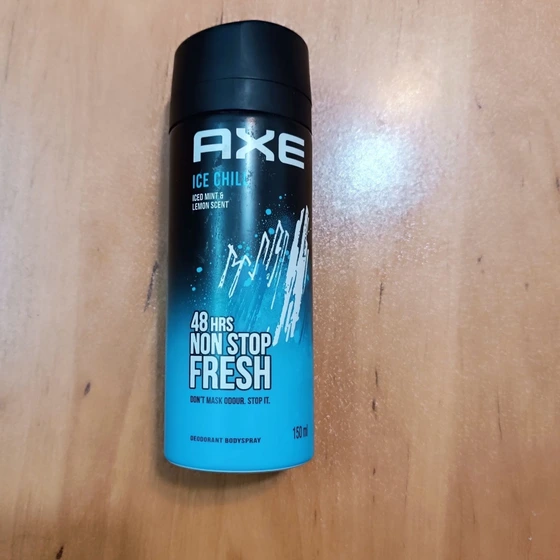 AXE
ICE CHILL
ICED MINT &
LEMON SCENT
48 HRS
NON STOP
FRESH
DON'T MASK ODOUR. STOP IT.
DEODORANT BODYSPRAY
150 ml